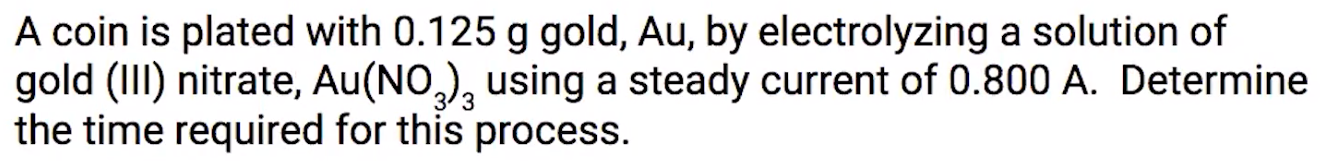 A coin is plated with 0.125 g gold, Au, by electrolyzing a solution of
gold (III) nitrate, Au(NO₃)₃ using a steady current of 0.800 A.  Determine
the time required for this process.